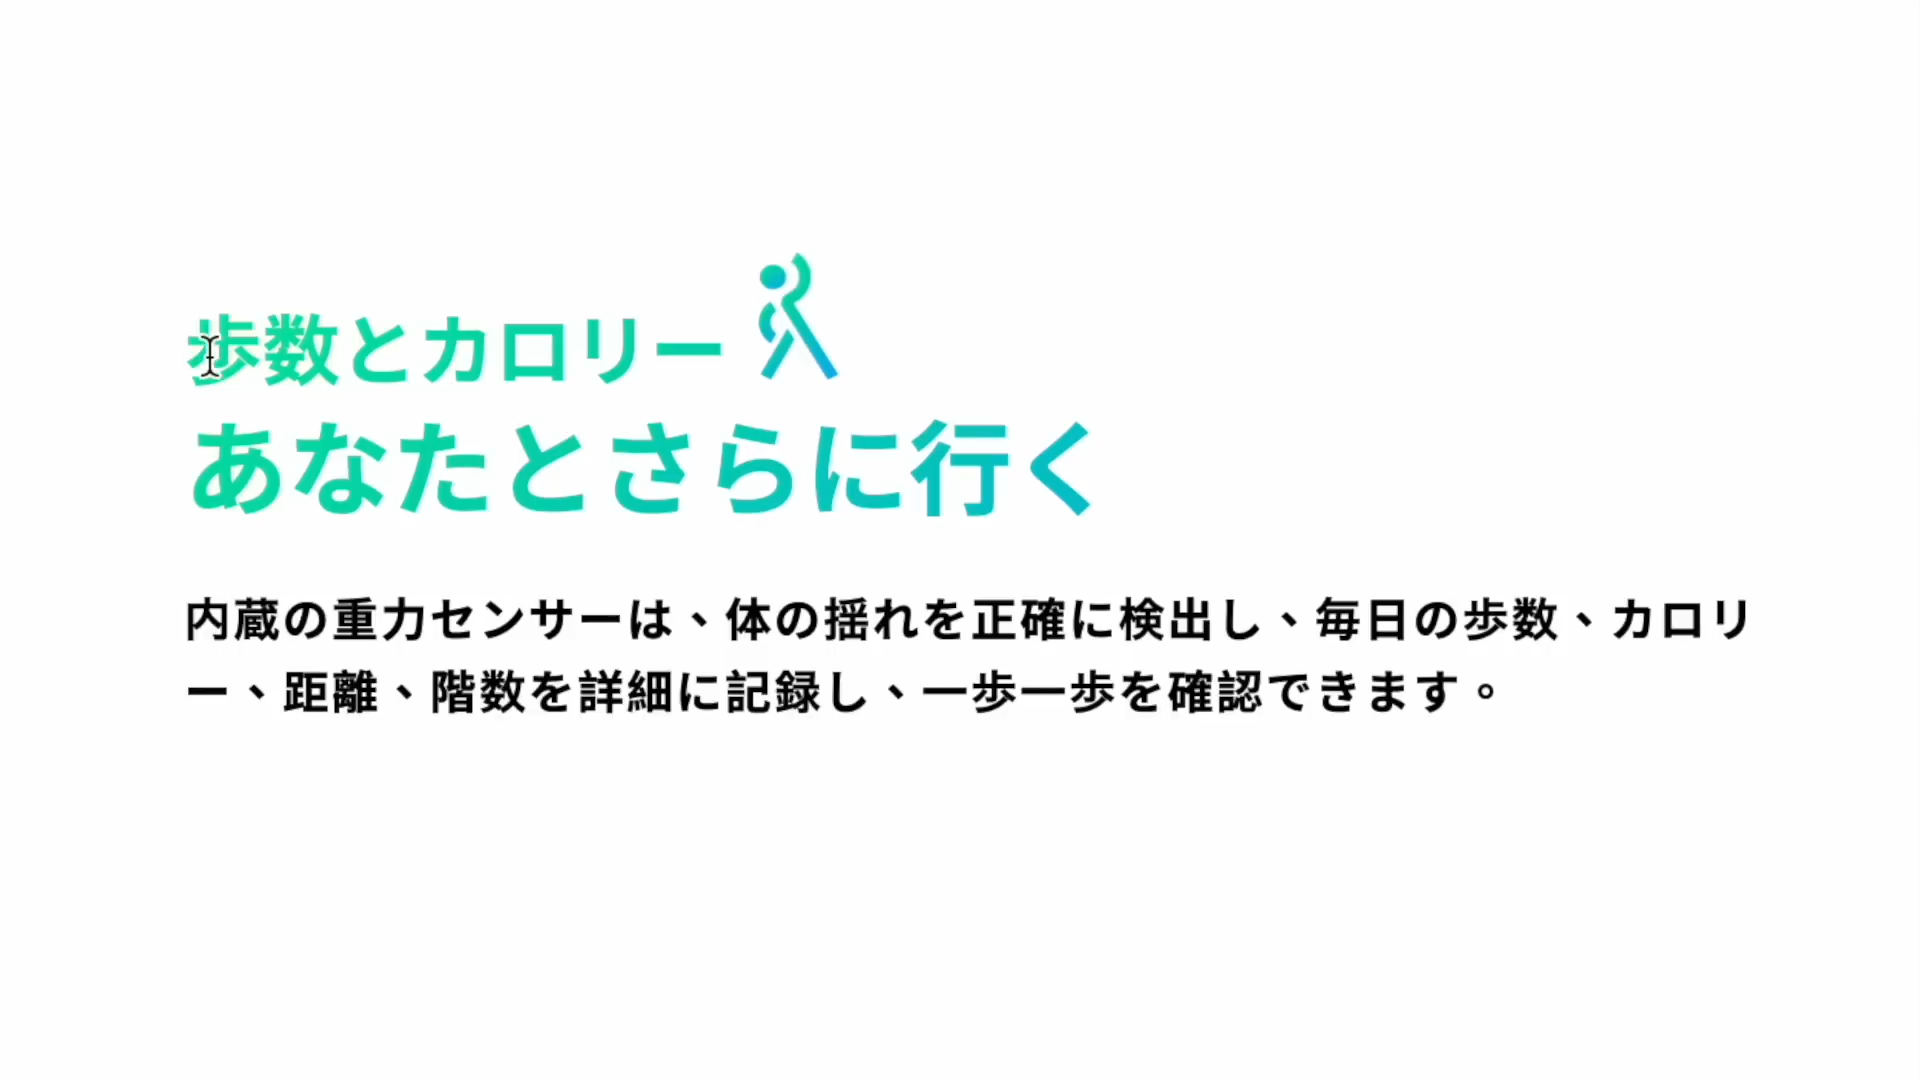 歩数とカロリー
あなたとさらに行く
内蔵の重力センサーは、体の揺れを正確に検出し、毎日の歩数、カロリ
ー、距離、階数を詳細に記録し、一歩一歩を確認できます。